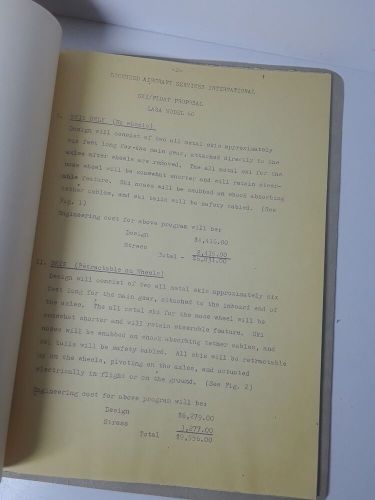 -2-
LICENSED AIRCRAFT SERVICES INTERNATIONAL
SKI/FLOAT PROPOSAL
LASA MODEL 60
SKIS ONLY (No wheels)
Design will consist of two all metal skis approximately
six feet long for the main gear, attached directly to the
axles after wheels are removed. The all metal ski for the
nose wheel will be somewhat shorter and will retain steer-
able feature. Ski noses will be snubbed on shock absorbing
tether cables, and ski tails will be safety cabled. (See
Fig. 1)
Engineering cost for above program will be:
Design
Stress
Total -
II. SKIS (Retractable on Wheels)
Design will consist of two all metal skis approximately six
feet long for the main gear, attached to the inboard end of
the axles. The all metal ski for the nose wheel will be
somewhat shorter and will retain steerable feature. Ski
noses will be snubbed on shock absorbing tether cables, and
ski tails will be safety cabled. All skis will be retractable
up on the wheels, pivoting on the axles, and actuated
electrically in flight or on the ground. (See Fig. 2)
Engineering cost for above program will be:
Design $6,279.00
Stress
Total